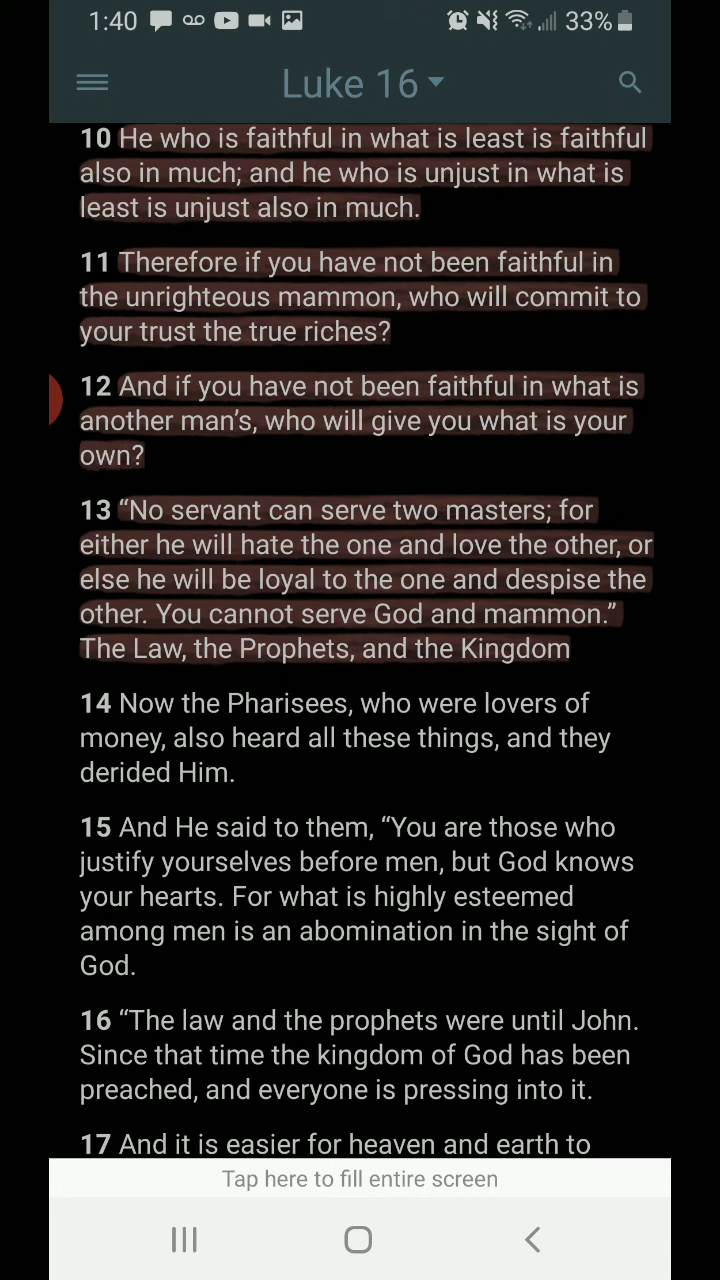 1:40 33%
Luke 16
10 He who is faithful in what is least is faithful
also in much; and he who is unjust in what is
least is unjust also in much.
11 Therefore if you have not been faithful in
the unrighteous mammon, who will commit to
your trust the true riches?
12 And if you have not been faithful in what is
another man’s, who will give you what is your
own?
13 “No servant can serve two masters; for
either he will hate the one and love the other, or
else he will be loyal to the one and despise the
other. You cannot serve God and mammon.”
The Law, the Prophets, and the Kingdom
14 Now the Pharisees, who were lovers of
money, also heard all these things, and they
derided Him.
15 And He said to them, “You are those who
justify yourselves before men, but God knows
your hearts. For what is highly esteemed
among men is an abomination in the sight of
God.
16 “The law and the prophets were until John.
Since that time the kingdom of God has been
preached, and everyone is pressing into it.
17 And it is easier for heaven and earth to
Tap here to fill entire screen